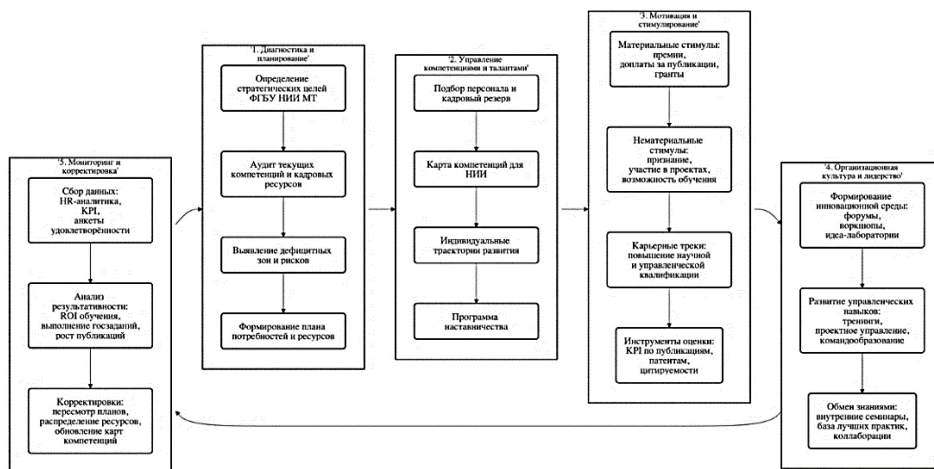 '1. Диагностика и
планирование'
Определение
стратегических целей
ФГБУ НИИ МТ
Аудит текущих
компетенций и кадровых
ресурсов
Выявление дефицитных
зон и рисков
Формирование плана
потребностей и ресурсов
'2. Управление
компетенциями и талантами'
Подбор персонала и
кадровый резерв
Карта компетенций для
НИИ
Индивидуальные
траектории развития
Программа
наставничества
'3. Мотивация и
стимулирование'
Материальные стимулы:
премии,
доплаты за публикации,
гранты
Нематериальные
стимулы:
признание,
участие в проектах,
возможность обучения
Карьерные треки:
повышение научной
и управленческой
квалификации
Инструменты оценки:
KPI по публикациям,
патентам,
цитируемости
'4. Организационная
культура и лидерство'
Формирование
инновационной среды:
форумы,
воркшопы,
идеа-лаборатории
Развитие управленческих
навыков:
тренинги,
проектное управление,
командообразование
Обмен знаниями:
внутренние семинары,
база лучших практик,
коллаборации
'5. Мониторинг и
корректировка'
Сбор данных:
HR-аналитика,
KPI,
анкеты
удовлетворённости
Анализ
результативности:
ROI обучения,
выполнение госзаданий,
рост публикаций
Корректировки:
пересмотр планов,
распределение ресурсов,
обновление карт
компетенций